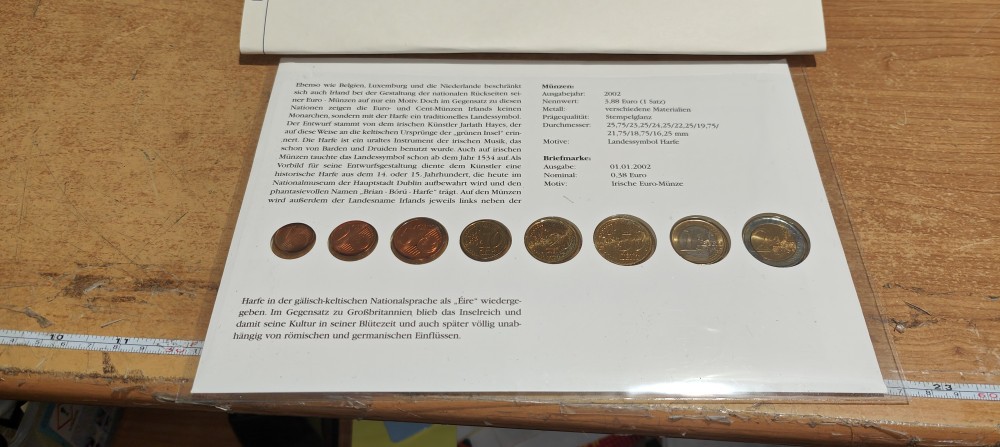 Ebenso wie Belgien, Luxemburg und die Niederlande beschränkt
sich auch Irland bei der Gestaltung der nationalen Rückseiten sei-
ner Euro - Münzen auf nur ein Motiv. Doch im Gegensatz zu diesen
Nationen zeigen die Euro- und Cent-Münzen Irlands keinen
Monarchen, sondern mit der Harfe ein traditionelles Landessymbol.
Der Entwurf stammt von dem irischen Künstler Jarlath Hayes, der
auf diese Weise an die keltischen Ursprünge der „grünen Insel" erin-
nert. Die Harfe ist ein uraltes Instrument der irischen Musik, das
schon von Barden und Druiden benutzt wurde. Auch auf irischen
Münzen tauchte das Landessymbol schon ab dem Jahr 1534 auf. Als
Vorbild für seine Entwurfsgestaltung diente dem Künstler eine
historische Harfe aus dem 14. oder 15. Jahrhundert, die heute im
Nationalmuseum der Hauptstadt Dublin aufbewahrt wird und den
phantasievollen Namen „Brian - Bórú - Harfe" trägt. Auf den Münzen
wird außerdem der Landesname Irlands jeweils links neben der
Münzen:
Ausgabejahr: 2002
Nennwert: 3,88 Euro (1 Satz)
Metall: verschiedene Materialien
Prägequalität: Stempelglanz
Durchmesser: 25,75/23,25/24,25/22,25/19,75/
21,75/18,75/16,25 mm
Motive: Landessymbol Harfe
Briefmarke:
Ausgabe: 01.01.2002
Nominal: 0,38 Euro
Motiv: Irische Euro-Münze
Harfe in der gälisch-keltischen Nationalsprache als „Éire" wiederge-
geben. Im Gegensatz zu Großbritannien blieb das Inselreich und
damit seine Kultur in seiner Blütezeit und auch später völlig unab-
hängig von römischen und germanischen Einflüssen.
10 11
23
60